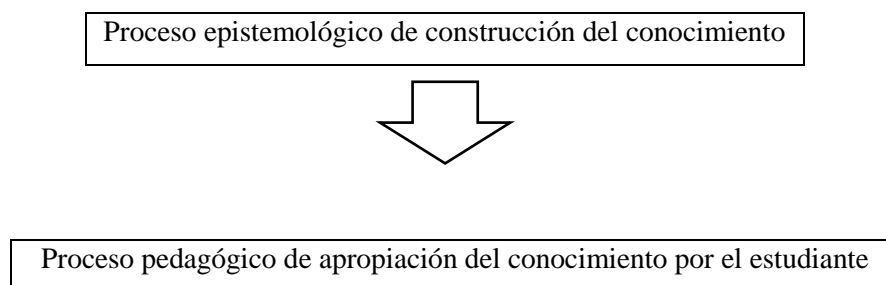 Proceso epistemológico de construcción del conocimiento
Proceso pedagógico de apropiación del conocimiento por el estudiante